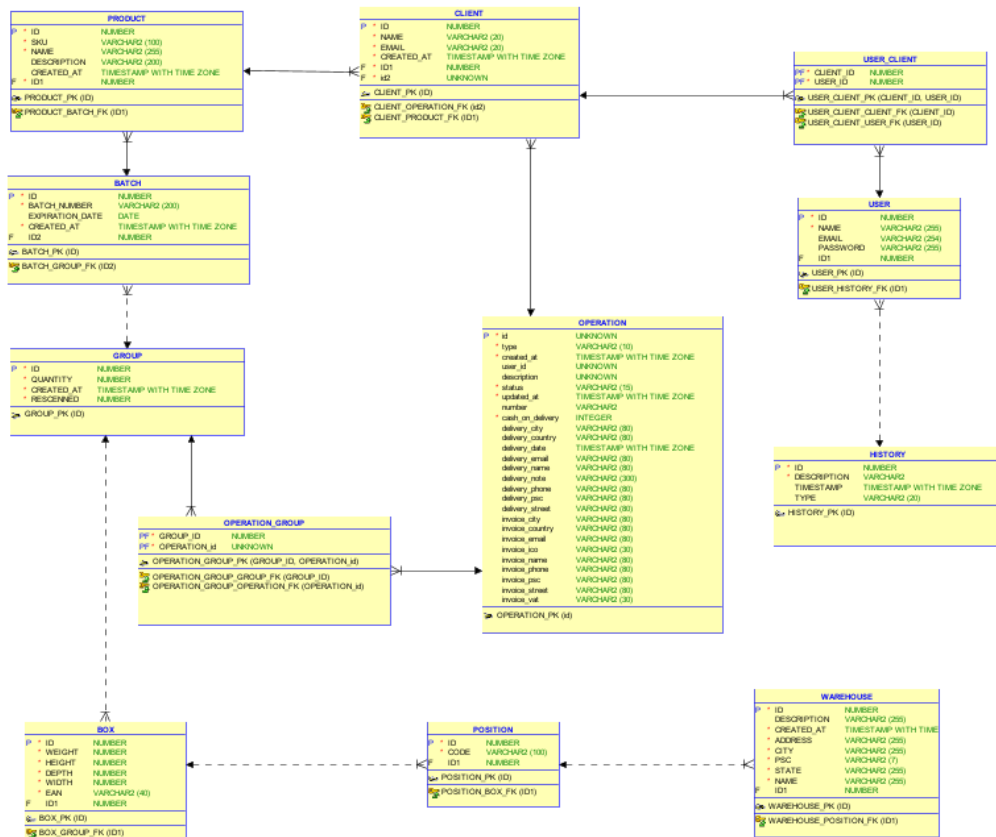 PRODUCT
P * ID NUMBER
* SKU VARCHAR2 (100)
* NAME VARCHAR2 (255)
DESCRIPTION VARCHAR2 (200)
CREATED_AT TIMESTAMP WITH TIME ZONE
F * ID1 NUMBER
PRODUCT_PK (ID)
PRODUCT_BATCH_FK (ID1)
CLIENT
P * ID NUMBER
* NAME VARCHAR2 (20)
* EMAIL VARCHAR2 (20)
* CREATED_AT TIMESTAMP WITH TIME ZONE
F * ID1 NUMBER
F * id2 UNKNOWN
CLIENT_PK (ID)
CLIENT_OPERATION_FK (id2)
CLIENT_PRODUCT_FK (ID1)
USER_CLIENT
PF * CLIENT_ID NUMBER
PF * USER_ID NUMBER
USER_CLIENT_PK (CLIENT_ID, USER_ID)
USER_CLIENT_CLIENT_FK (CLIENT_ID)
USER_CLIENT_USER_FK (USER_ID)
BATCH
P * ID NUMBER
* BATCH_NUMBER VARCHAR2 (200)
EXPIRATION_DATE DATE
* CREATED_AT TIMESTAMP WITH TIME ZONE
F ID2 NUMBER
BATCH_PK (ID)
BATCH_GROUP_FK (ID2)
USER
P * ID NUMBER
* NAME VARCHAR2 (255)
EMAIL VARCHAR2 (254)
PASSWORD VARCHAR2 (255)
F ID1 NUMBER
USER_PK (ID)
USER_HISTORY_FK (ID1)
GROUP
P * ID NUMBER
* QUANTITY NUMBER
* CREATED_AT TIMESTAMP WITH TIME ZONE
* RESCENNED NUMBER
GROUP_PK (ID)
OPERATION
P * id UNKNOWN
* type VARCHAR2 (10)
* created_at TIMESTAMP WITH TIME ZONE
user_id UNKNOWN
description UNKNOWN
* status VARCHAR2 (15)
* updated_at TIMESTAMP WITH TIME ZONE
number VARCHAR2
* cash_on_delivery INTEGER
delivery_city VARCHAR2 (80)
delivery_country VARCHAR2 (80)
delivery_date TIMESTAMP WITH TIME ZONE
delivery_email VARCHAR2 (80)
delivery_name VARCHAR2 (80)
delivery_note VARCHAR2 (300)
delivery_phone VARCHAR2 (80)
delivery_psc VARCHAR2 (80)
delivery_street VARCHAR2 (80)
invoice_city VARCHAR2 (80)
invoice_country VARCHAR2 (80)
invoice_email VARCHAR2 (80)
invoice_ico VARCHAR2 (30)
invoice_name VARCHAR2 (80)
invoice_phone VARCHAR2 (80)
invoice_psc VARCHAR2 (80)
invoice_street VARCHAR2 (80)
invoice_vat VARCHAR2 (30)
OPERATION_PK (id)
HISTORY
P * ID NUMBER
* DESCRIPTION VARCHAR2
TIMESTAMP TIMESTAMP WITH TIME ZONE
TYPE VARCHAR2 (20)
HISTORY_PK (ID)
OPERATION_GROUP
PF * GROUP_ID NUMBER
PF * OPERATION_id UNKNOWN
OPERATION_GROUP_PK (GROUP_ID, OPERATION_id)
OPERATION_GROUP_GROUP_FK (GROUP_ID)
OPERATION_GROUP_OPERATION_FK (OPERATION_id)
BOX
P * ID NUMBER
* WEIGHT NUMBER
* HEIGHT NUMBER
* DEPTH NUMBER
* WIDTH NUMBER
* EAN VARCHAR2 (40)
F ID1 NUMBER
BOX_PK (ID)
BOX_GROUP_FK (ID1)
POSITION
P * ID NUMBER
* CODE VARCHAR2 (100)
F ID1 NUMBER
POSITION_PK (ID)
POSITION_BOX_FK (ID1)
WAREHOUSE
P * ID NUMBER
DESCRIPTION VARCHAR2 (255)
* CREATED_AT TIMESTAMP WITH TIME
* ADDRESS VARCHAR2 (255)
* CITY VARCHAR2 (255)
* PSC VARCHAR2 (7)
* STATE VARCHAR2 (255)
* NAME VARCHAR2 (255)
F ID1 NUMBER
WAREHOUSE_PK (ID)
WAREHOUSE_POSITION_FK (ID1)